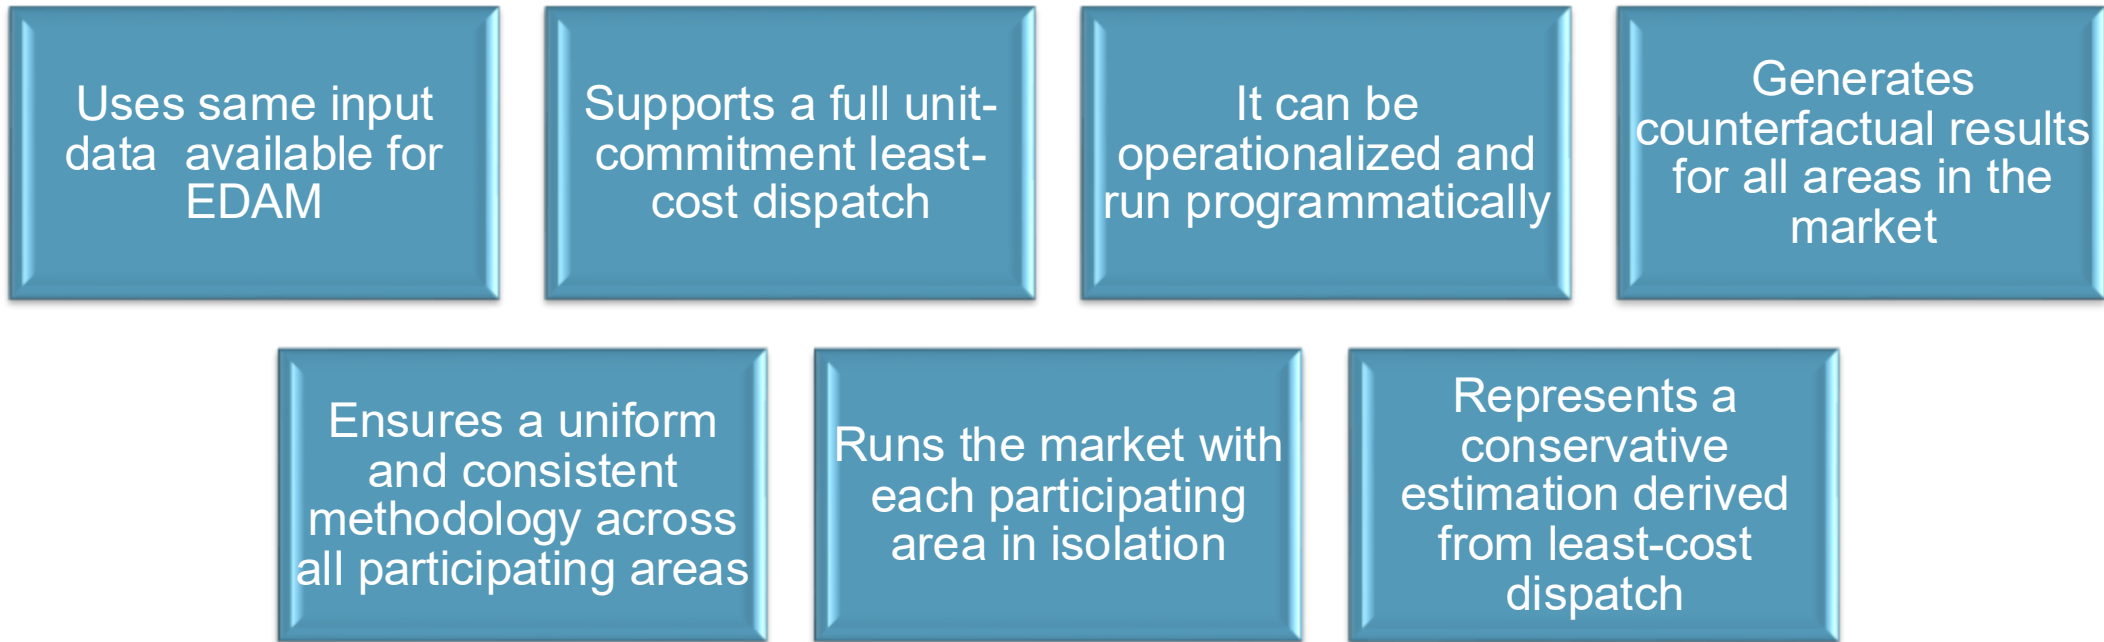 Uses same input
data  available for
EDAM
Supports a full unit-
commitment least-
cost dispatch
It can be
operationalized and
run programmatically
Generates
counterfactual results
for all areas in the
market
Ensures a uniform
and consistent
methodology across
all participating areas
Runs the market with
each participating
area in isolation
Represents a
conservative
estimation derived
from least-cost
dispatch